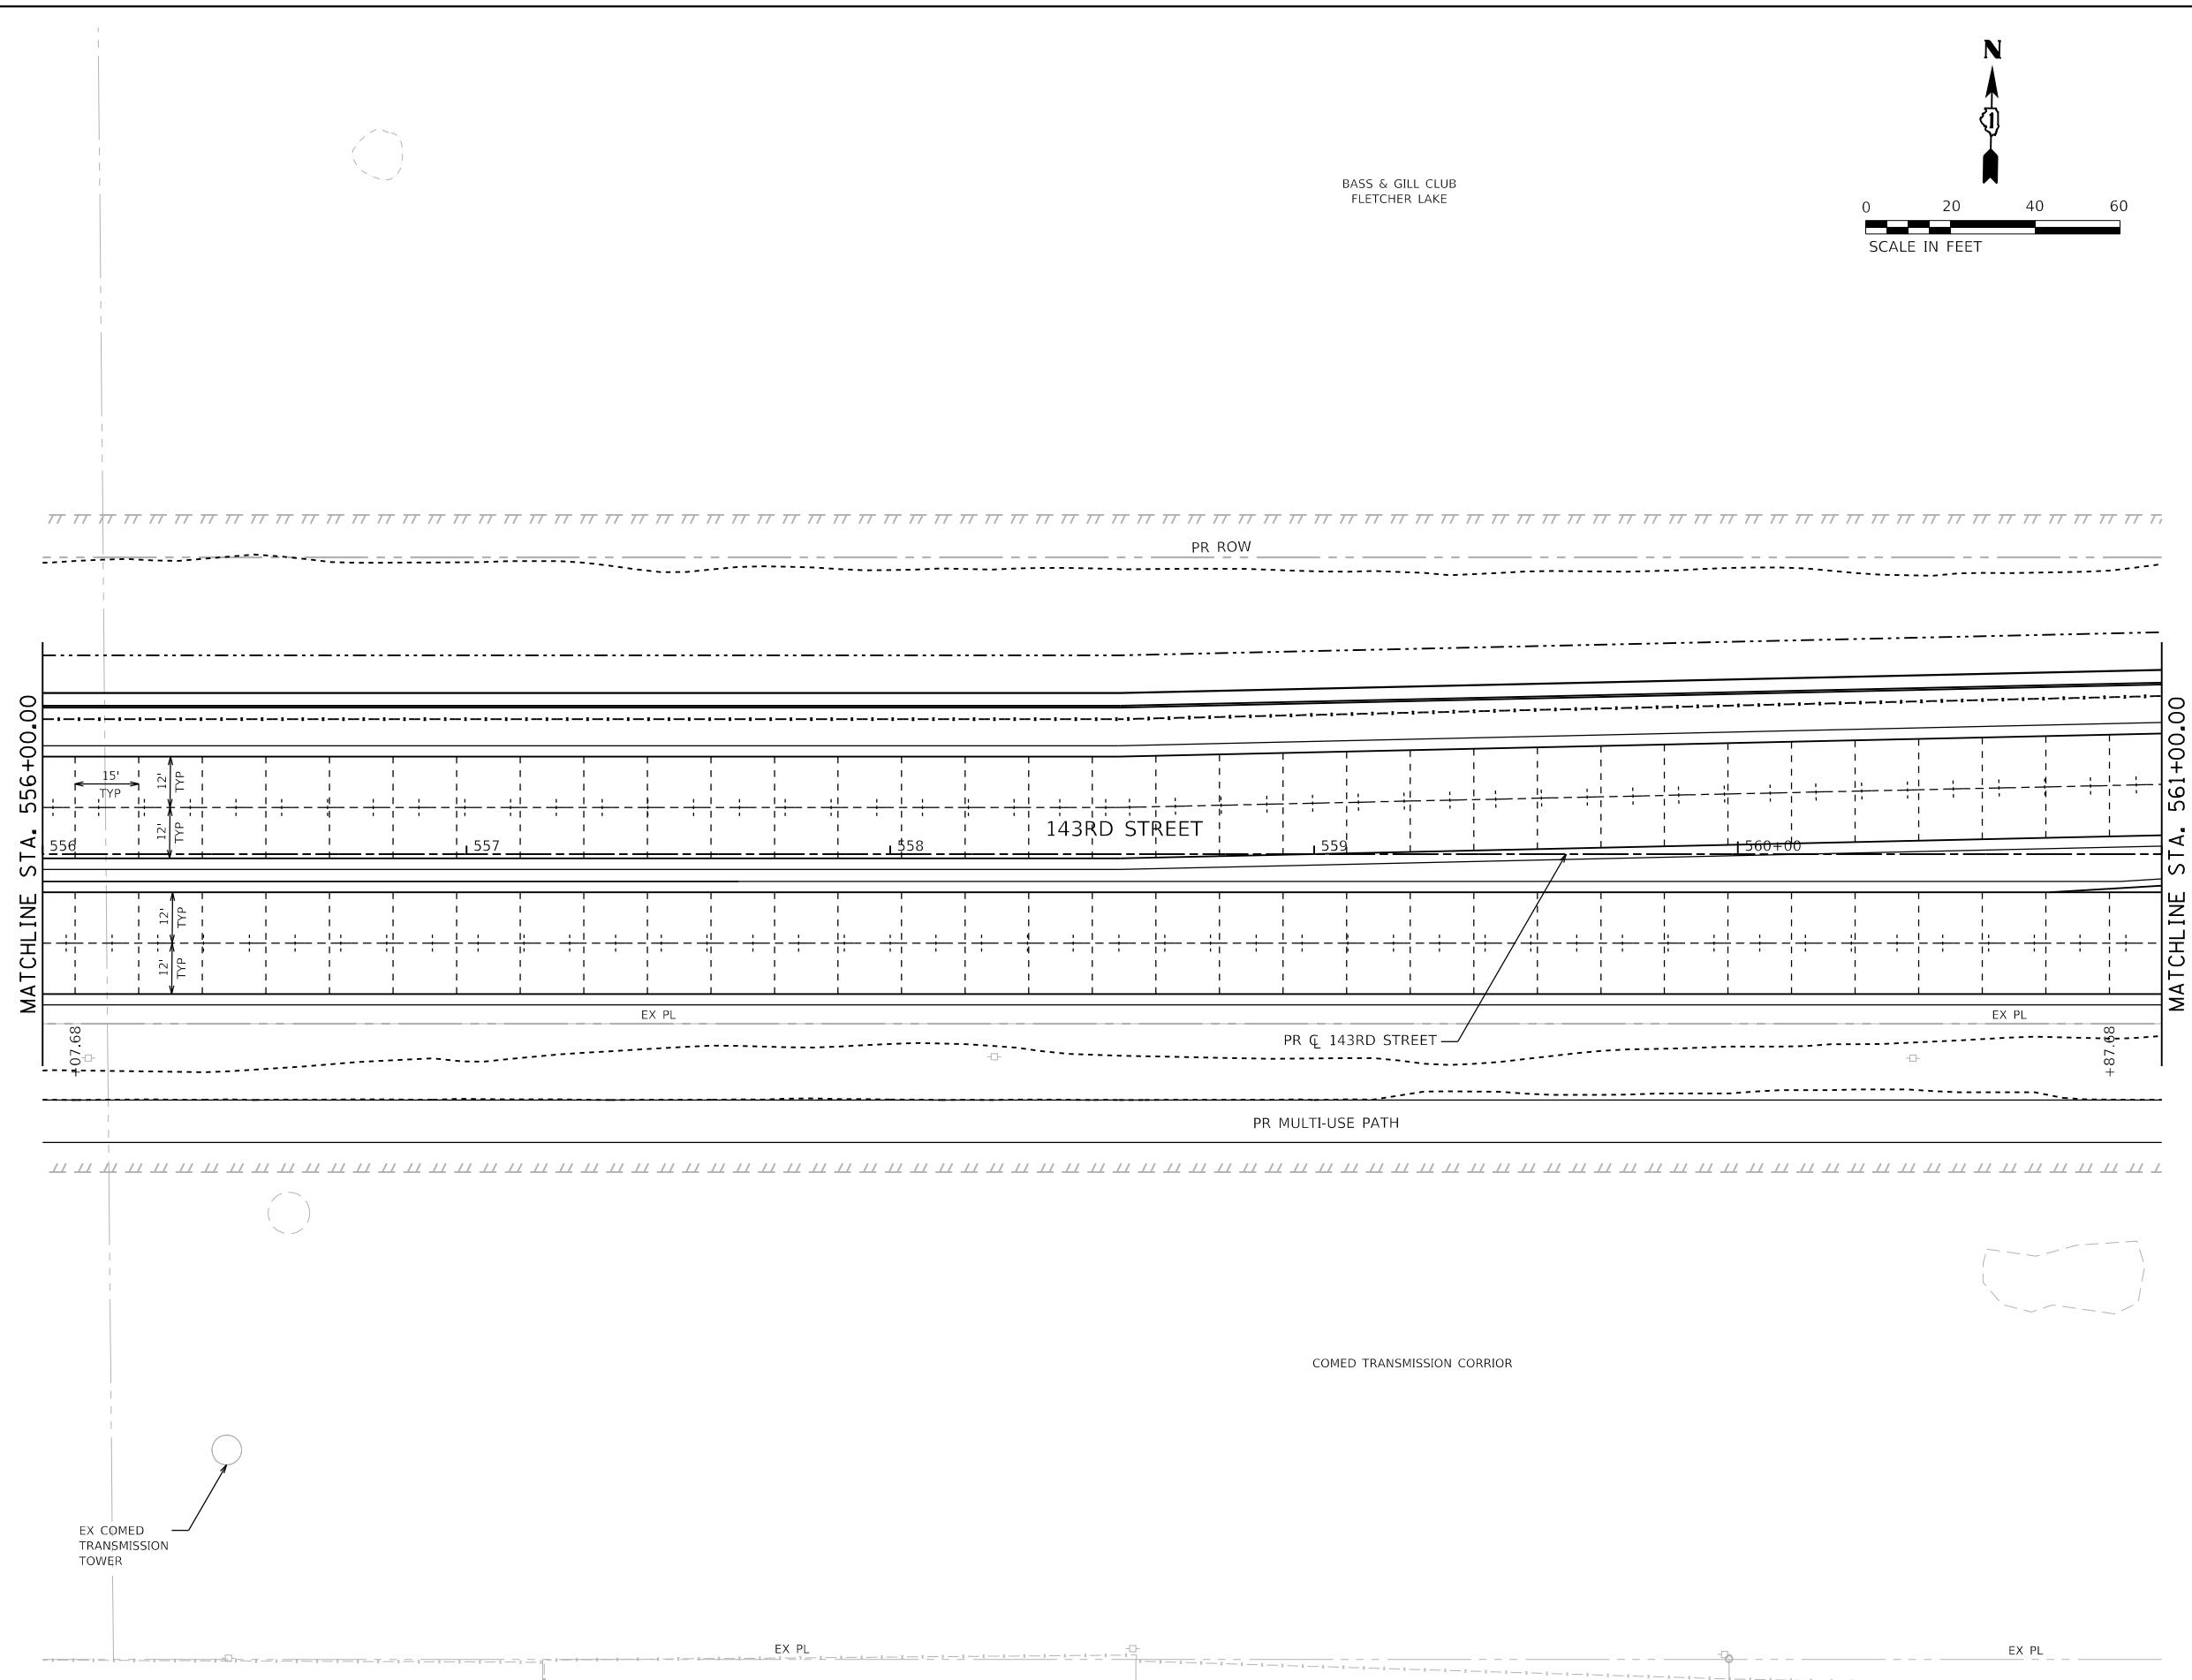 N
1
0 20 40 60
SCALE IN FEET
BASS & GILL CLUB
FLETCHER LAKE
PR ROW
MATCHLINE STA. 556+00.00
MATCHLINE STA. 561+00.00
15'
TYP
12'
TYP
12'
TYP
143RD STREET
556 557 558 559 560+00
12'
TYP
12'
TYP
EX PL
EX PL
+07.68
+87.68
PR ℄ 143RD STREET
PR MULTI-USE PATH
COMED TRANSMISSION CORRIOR
EX COMED
TRANSMISSION
TOWER
EX PL
EX PL